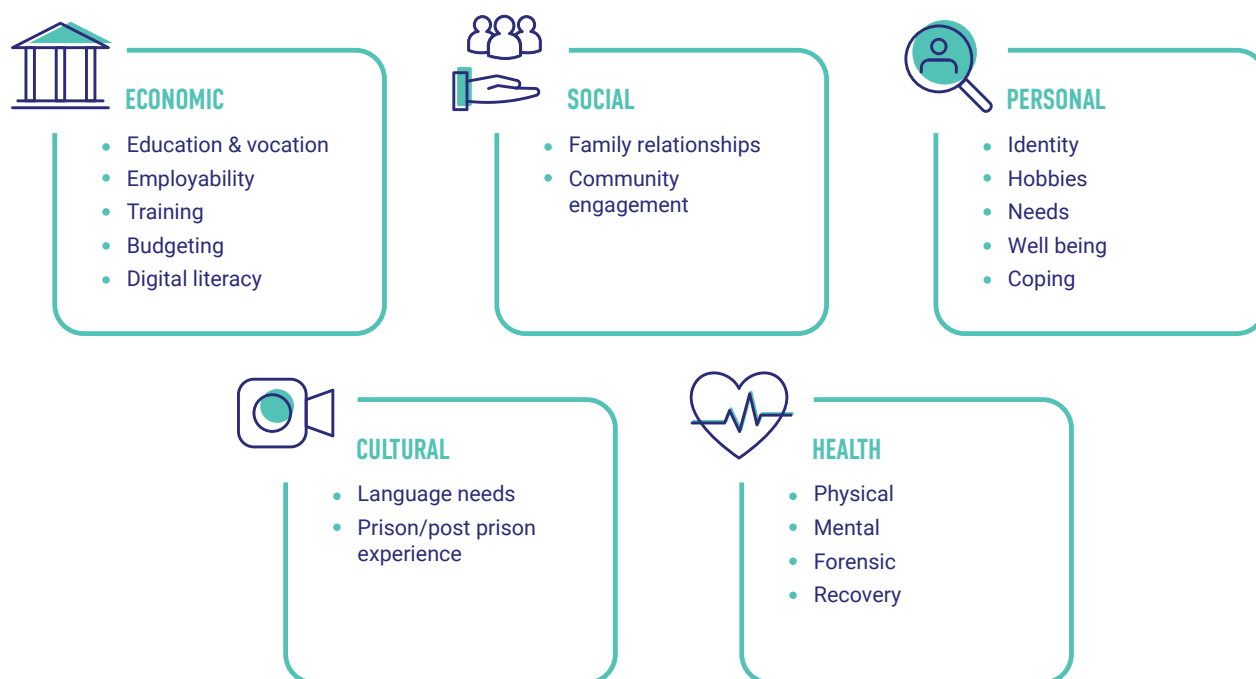 ECONOMIC
• Education & vocation
• Employability
• Training
• Budgeting
• Digital literacy
SOCIAL
• Family relationships
• Community
engagement
PERSONAL
• Identity
• Hobbies
• Needs
• Well being
• Coping
CULTURAL
• Language needs
• Prison/post prison
experience
HEALTH
• Physical
• Mental
• Forensic
• Recovery